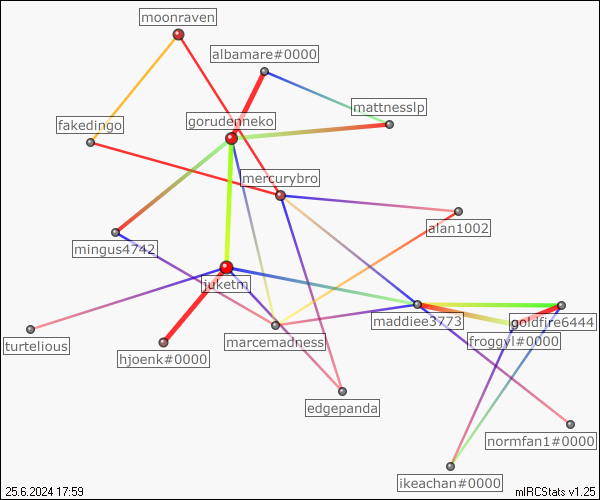 moonraven
albamare#0000
mattnesslp
fakedingo
gorudenneko
mercurybro
alan1002
mingus4742
juketm
maddiee3773
goldfire6444
turtelious
hjoenk#0000
marcemadness
froggyl#0000
edgepanda
normfan1#0000
ikeachan#0000
25.6.2024 17:59
mIRCStats v1.25